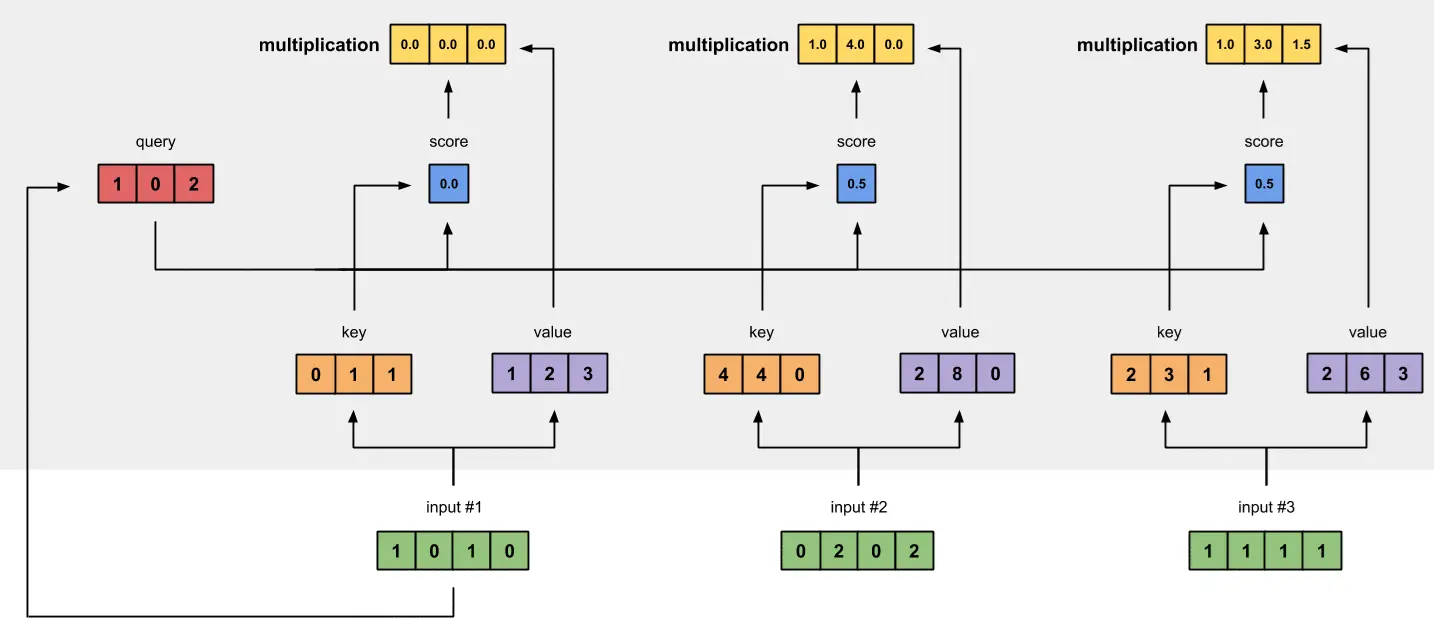 multiplication 0.0 0.0 0.0 multiplication 1.0 4.0 0.0 multiplication 1.0 3.0 1.5
query score score score
1 0 2 0.0 0.5 0.5
key value key value key value
0 1 1 1 2 3 4 4 0 2 8 0 2 3 1 2 6 3
input #1 input #2 input #3
1 0 1 0 0 2 0 2 1 1 1 1